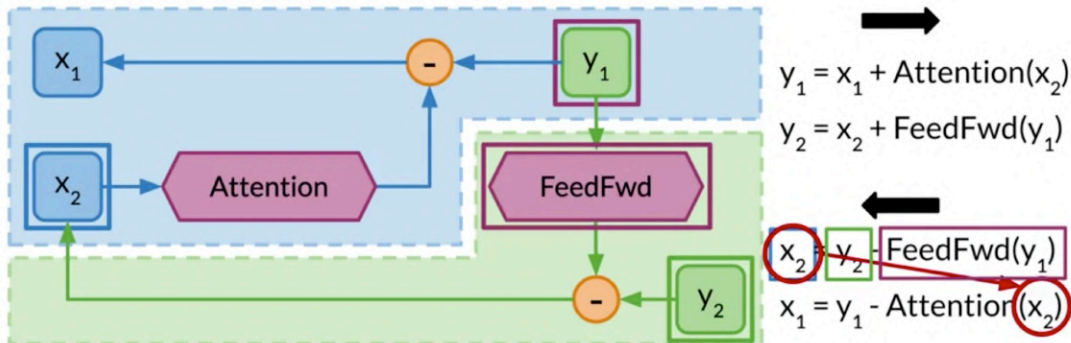 x₁
-
y₁
x₂
Attention
FeedFwd
-
y₂
y₁ = x₁ + Attention(x₂)
y₂ = x₂ + FeedFwd(y₁)
x₂ = y₂ - FeedFwd(y₁)
x₁ = y₁ - Attention(x₂)